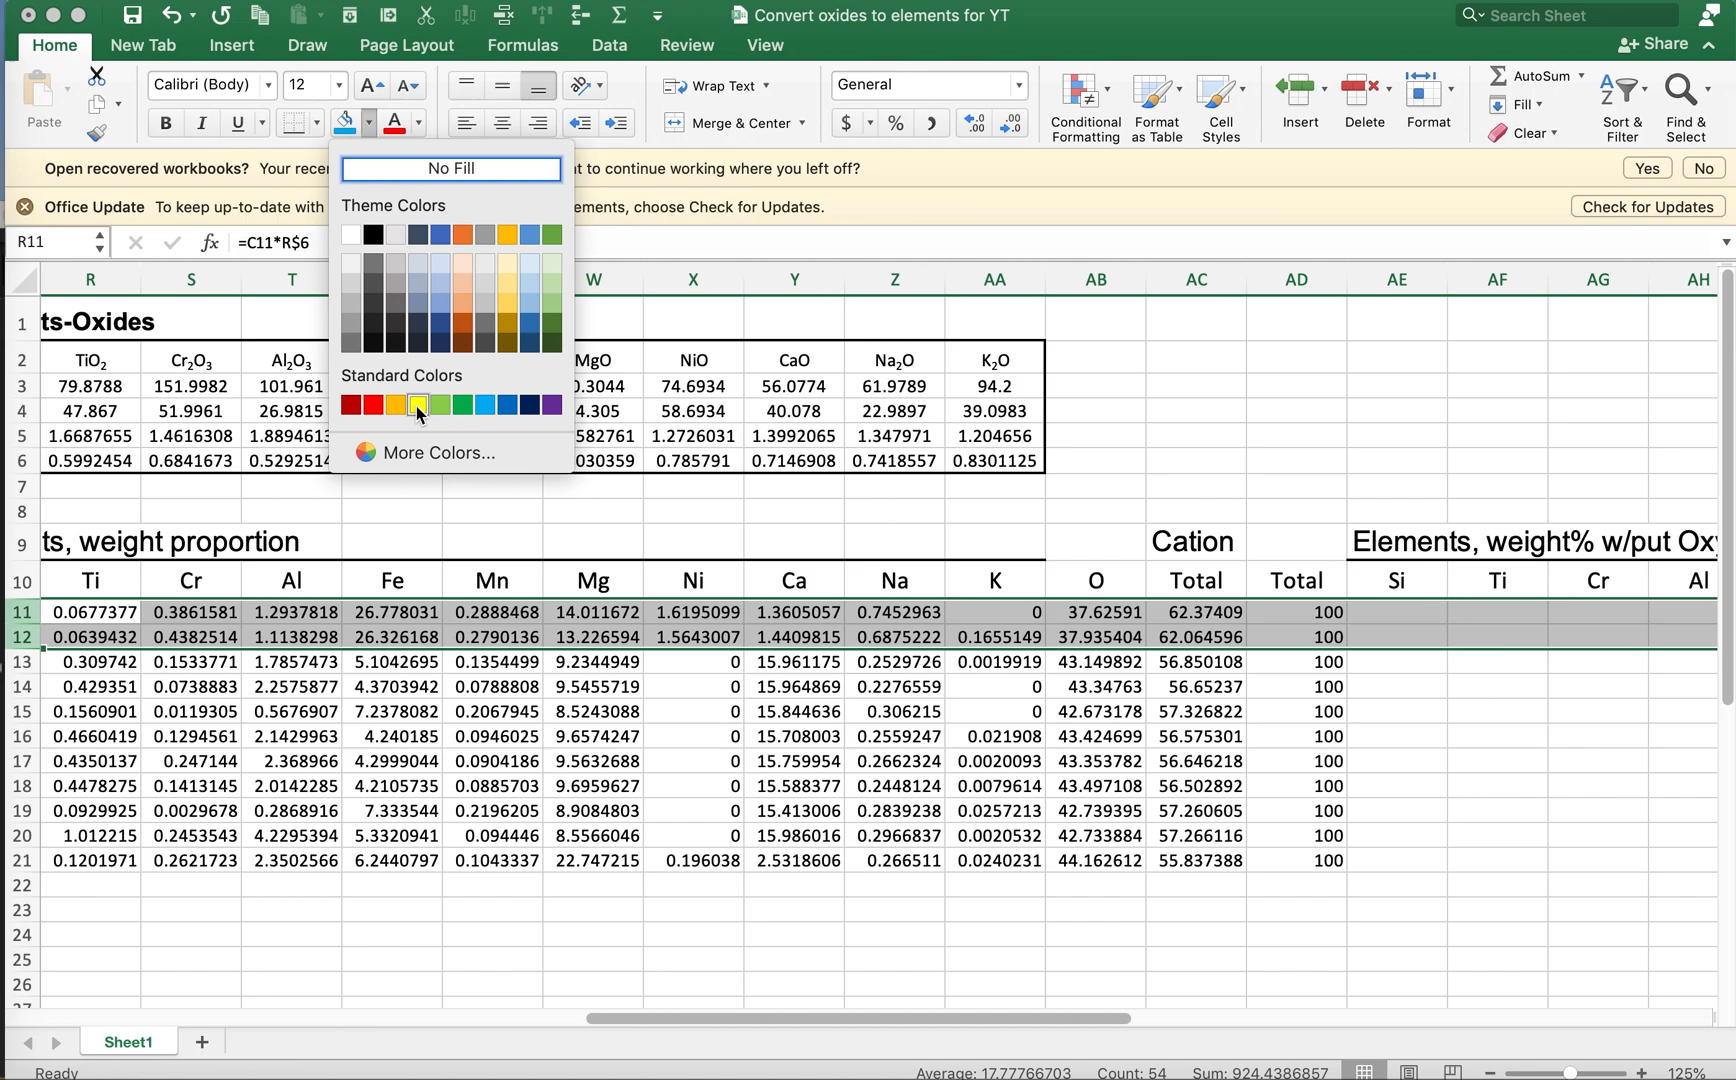 Convert oxides to elements for YT
Search Sheet
Home New Tab Insert Draw Page Layout Formulas Data Review View
Share
Paste
Calibri (Body) 12
A A
B I U A
Wrap Text
Merge & Center
General
$ % )
.00 .00
Conditional Formatting
Format as Table
Cell Styles
Insert Delete Format
AutoSum
Fill
Clear
Sort & Filter
Find & Select
Open recovered workbooks? Your rece t to continue working where you left off? Yes No
Office Update To keep up-to-date with ements, choose Check for Updates. Check for Updates
R11 fx =C11*R$6
No Fill
Theme Colors
Standard Colors
More Colors...
R S T W X Y Z AA AB AC AD AE AF AG AH
1 ts-Oxides
2 TiO₂ Cr₂O₃ Al₂O₃ MgO NiO CaO Na₂O K₂O
3 79.8788 151.9982 101.961 0.3044 74.6934 56.0774 61.9789 94.2
4 47.867 51.9961 26.9815 4.305 58.6934 40.078 22.9897 39.0983
5 1.6687655 1.4616308 1.8894613 582761 1.2726031 1.3992065 1.347971 1.204656
6 0.5992454 0.6841673 0.5292514 030359 0.785791 0.7146908 0.7418557 0.8301125
7
8
9 ts, weight proportion Cation Elements, weight% w/put Ox
10 Ti Cr Al Fe Mn Mg Ni Ca Na K O Total Total Si Ti Cr Al
11 0.0677377 0.3861581 1.2937818 26.778031 0.2888468 14.011672 1.6195099 1.3605057 0.7452963 0 37.62591 62.37409 100
12 0.0639432 0.4382514 1.1138298 26.326168 0.2790136 13.226594 1.5643007 1.4409815 0.6875222 0.1655149 37.935404 62.064596 100
13 0.309742 0.1533771 1.7857473 5.1042695 0.1354499 9.2344949 0 15.961175 0.2529726 0.0019919 43.149892 56.850108 100
14 0.429351 0.0738883 2.2575877 4.3703942 0.0788808 9.5455719 0 15.964869 0.2276559 0 43.34763 56.65237 100
15 0.1560901 0.0119305 0.5676907 7.2378082 0.2067945 8.5243088 0 15.844636 0.306215 0 42.673178 57.326822 100
16 0.4660419 0.1294561 2.1429963 4.240185 0.0946025 9.6574247 0 15.708003 0.2559247 0.021908 43.424699 56.575301 100
17 0.4350137 0.247144 2.368966 4.2999044 0.0904186 9.5632688 0 15.759954 0.2662324 0.0020093 43.353782 56.646218 100
18 0.4478275 0.1413145 2.0142285 4.2105735 0.0885703 9.6959627 0 15.588377 0.2448124 0.0079614 43.497108 56.502892 100
19 0.0929925 0.0029678 0.2868916 7.333544 0.2196205 8.9084803 0 15.413006 0.2839238 0.0257213 42.739395 57.260605 100
20 1.012215 0.2453543 4.2295394 5.3320941 0.094446 8.5566046 0 15.986016 0.2966837 0.0020532 42.733884 57.266116 100
21 0.1201971 0.2621723 2.3502566 6.2440797 0.1043337 22.747215 0.196038 2.5318606 0.266511 0.0240231 44.162612 55.837388 100
22
23
24
25
26
27
Sheet1 +
Ready Average: 17.77766703 Count: 54 Sum: 924.4386857 125%